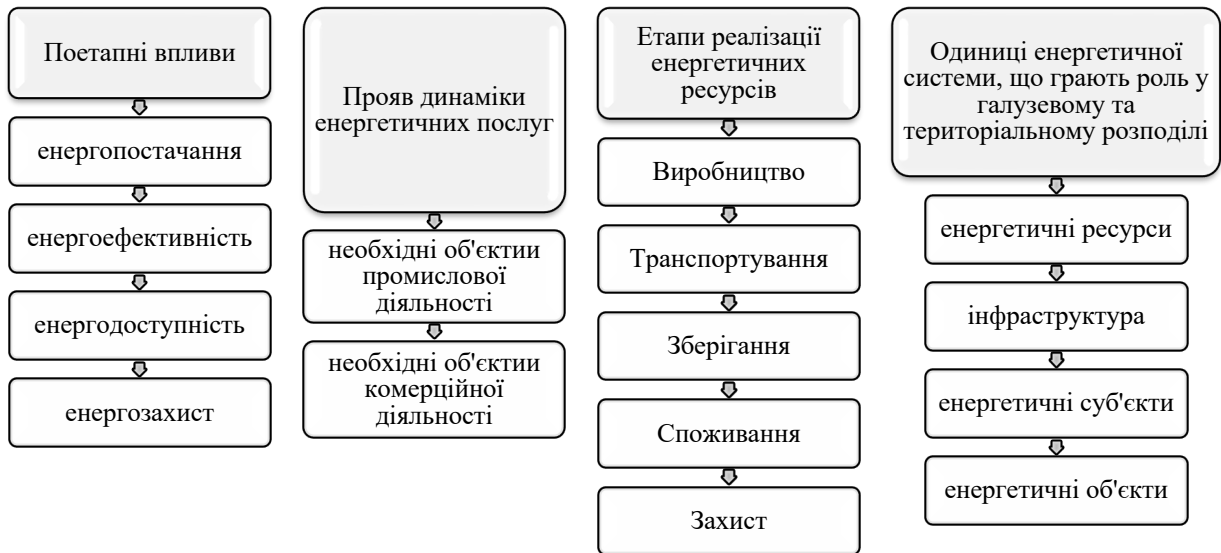 Поетапні впливи
енергопостачання
енергоефективність
енергодоступність
енергозахист
Прояв динаміки
енергетичних послуг
необхідні об'єктии
промислової
діяльності
необхідні об'єктии
комерційної
діяльності
Етапи реалізації
енергетичних
ресурсів
Виробництво
Транспортування
Зберігання
Споживання
Захист
Одиниці енергетичної
системи, що грають роль у
галузевому та
територіальному розподілі
енергетичні ресурси
інфраструктура
енергетичні суб'єкти
енергетичні об'єкти